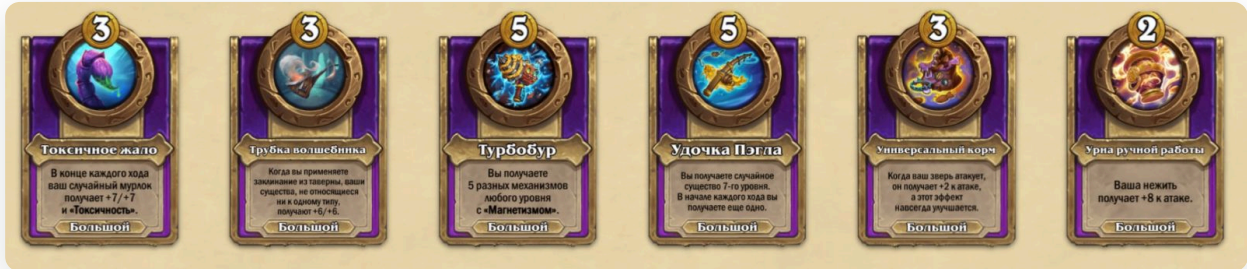 3
Токсичное жало
В конце каждого хода
ваш случайный мурлок
получает +7/+7
и «Токсичность».
Большой
3
Трубка волшебника
Когда вы применяете
заклинание из таверны, ваши
существа, не относящиеся
ни к одному типу,
получают +6/+6.
Большой
5
Турбобур
Вы получаете
5 разных механизмов
любого уровня
с «Магнетизмом».
Большой
5
Удочка Пэгла
Вы получаете случайное
существо 7-го уровня.
В начале каждого хода вы
получаете еще одно.
Большой
3
Универсальный корм
Когда ваш зверь атакует,
он получает +2 к атаке,
а этот эффект
навсегда улучшается.
Большой
2
Урна ручной работы
Ваша нежить
получает +8 к атаке.
Большой